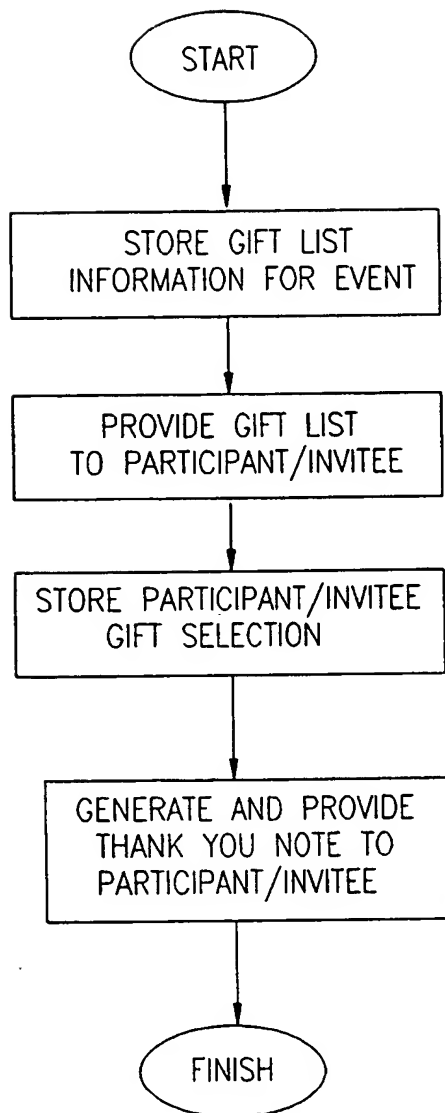 START
STORE GIFT LIST
INFORMATION FOR EVENT
PROVIDE GIFT LIST
TO PARTICIPANT/INVITEE
STORE PARTICIPANT/INVITEE
GIFT SELECTION
GENERATE AND PROVIDE
THANK YOU NOTE TO
PARTICIPANT/INVITEE
FINISH